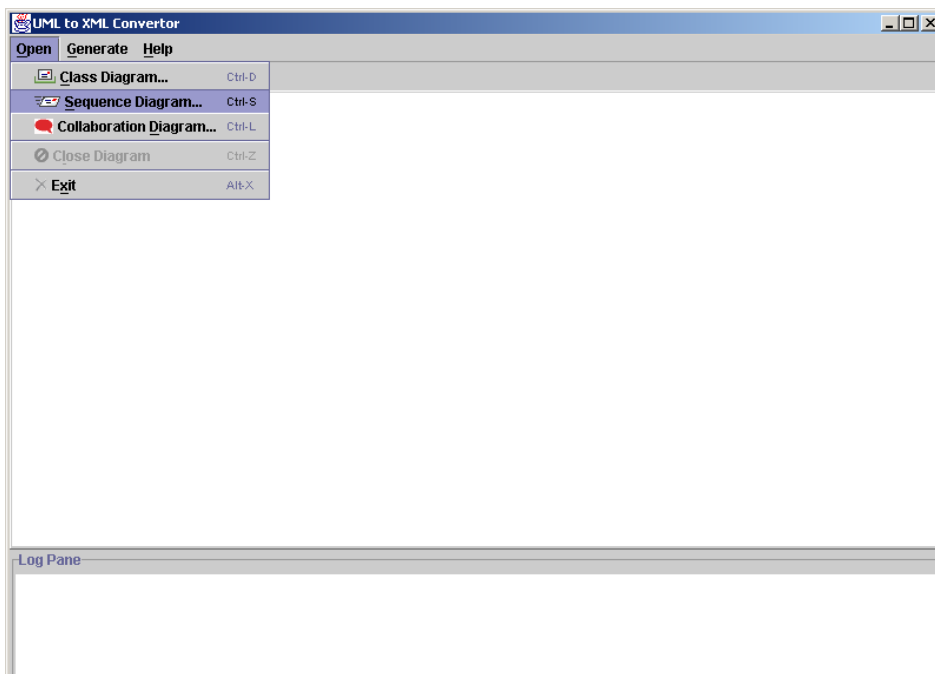 UML to XML Convertor
Open Generate Help
Class Diagram... Ctrl-D
Sequence Diagram... Ctrl-S
Collaboration Diagram... Ctrl-L
Close Diagram Ctrl-Z
Exit Alt-X
Log Pane